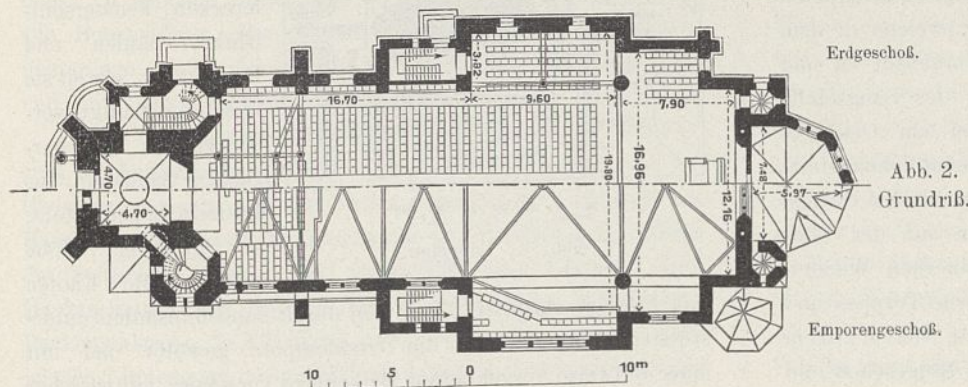 Erdgeschoß.
3.82
16.70
9.60
7.90
4.70
4.70
19.80
16.96
7.48
5.97
12.16
Abb. 2.
Grundriß.
Emporengeschoß.
10 5 0 10m